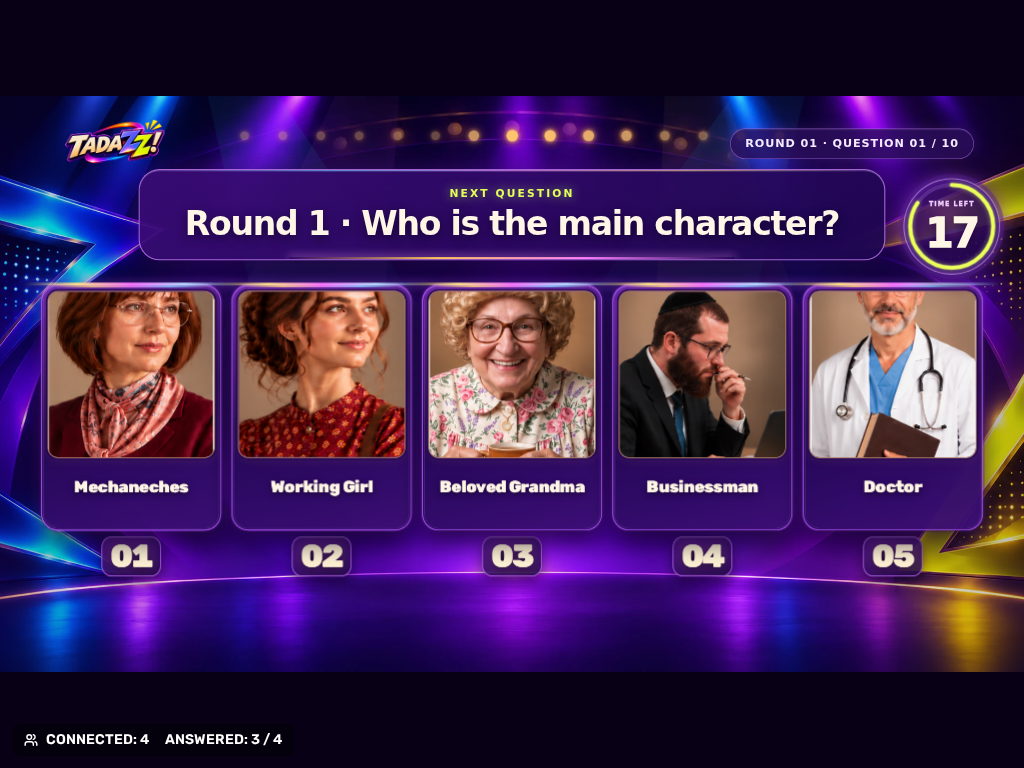 TADAZZ!
ROUND 01 · QUESTION 01 / 10
NEXT QUESTION
Round 1 · Who is the main character?
TIME LEFT
17
Mechaneches
Working Girl
Beloved Grandma
Businessman
Doctor
01
02
03
04
05
CONNECTED: 4 ANSWERED: 3 / 4